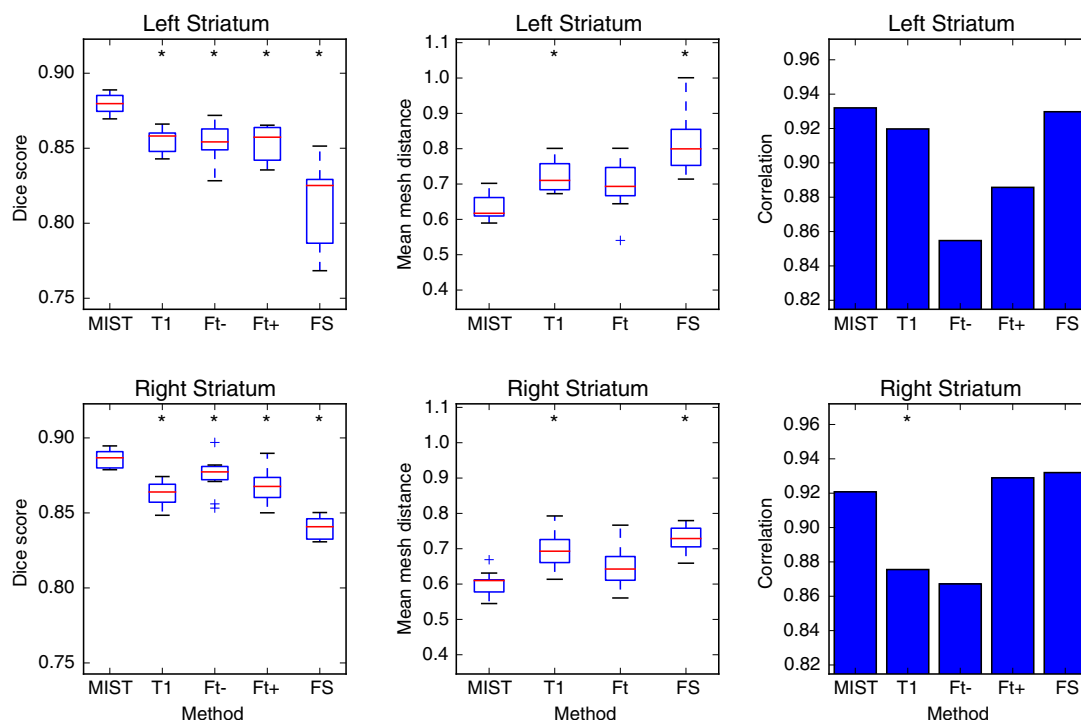 Left Striatum
Left Striatum
Left Striatum
0.90
0.85
0.80
0.75
Dice score
* * * *
MIST T1 Ft- Ft+ FS
1.1
1.0
0.9
0.8
0.7
0.6
0.5
0.4
Mean mesh distance
* *
MIST T1 Ft FS
0.96
0.94
0.92
0.90
0.88
0.86
0.84
0.82
Correlation
MIST T1 Ft- Ft+ FS
Right Striatum
Right Striatum
Right Striatum
0.90
0.85
0.80
0.75
Dice score
* * * *
MIST T1 Ft- Ft+ FS
Method
1.1
1.0
0.9
0.8
0.7
0.6
0.5
0.4
Mean mesh distance
* *
MIST T1 Ft FS
Method
0.96
0.94
0.92
0.90
0.88
0.86
0.84
0.82
Correlation
*
MIST T1 Ft- Ft+ FS
Method